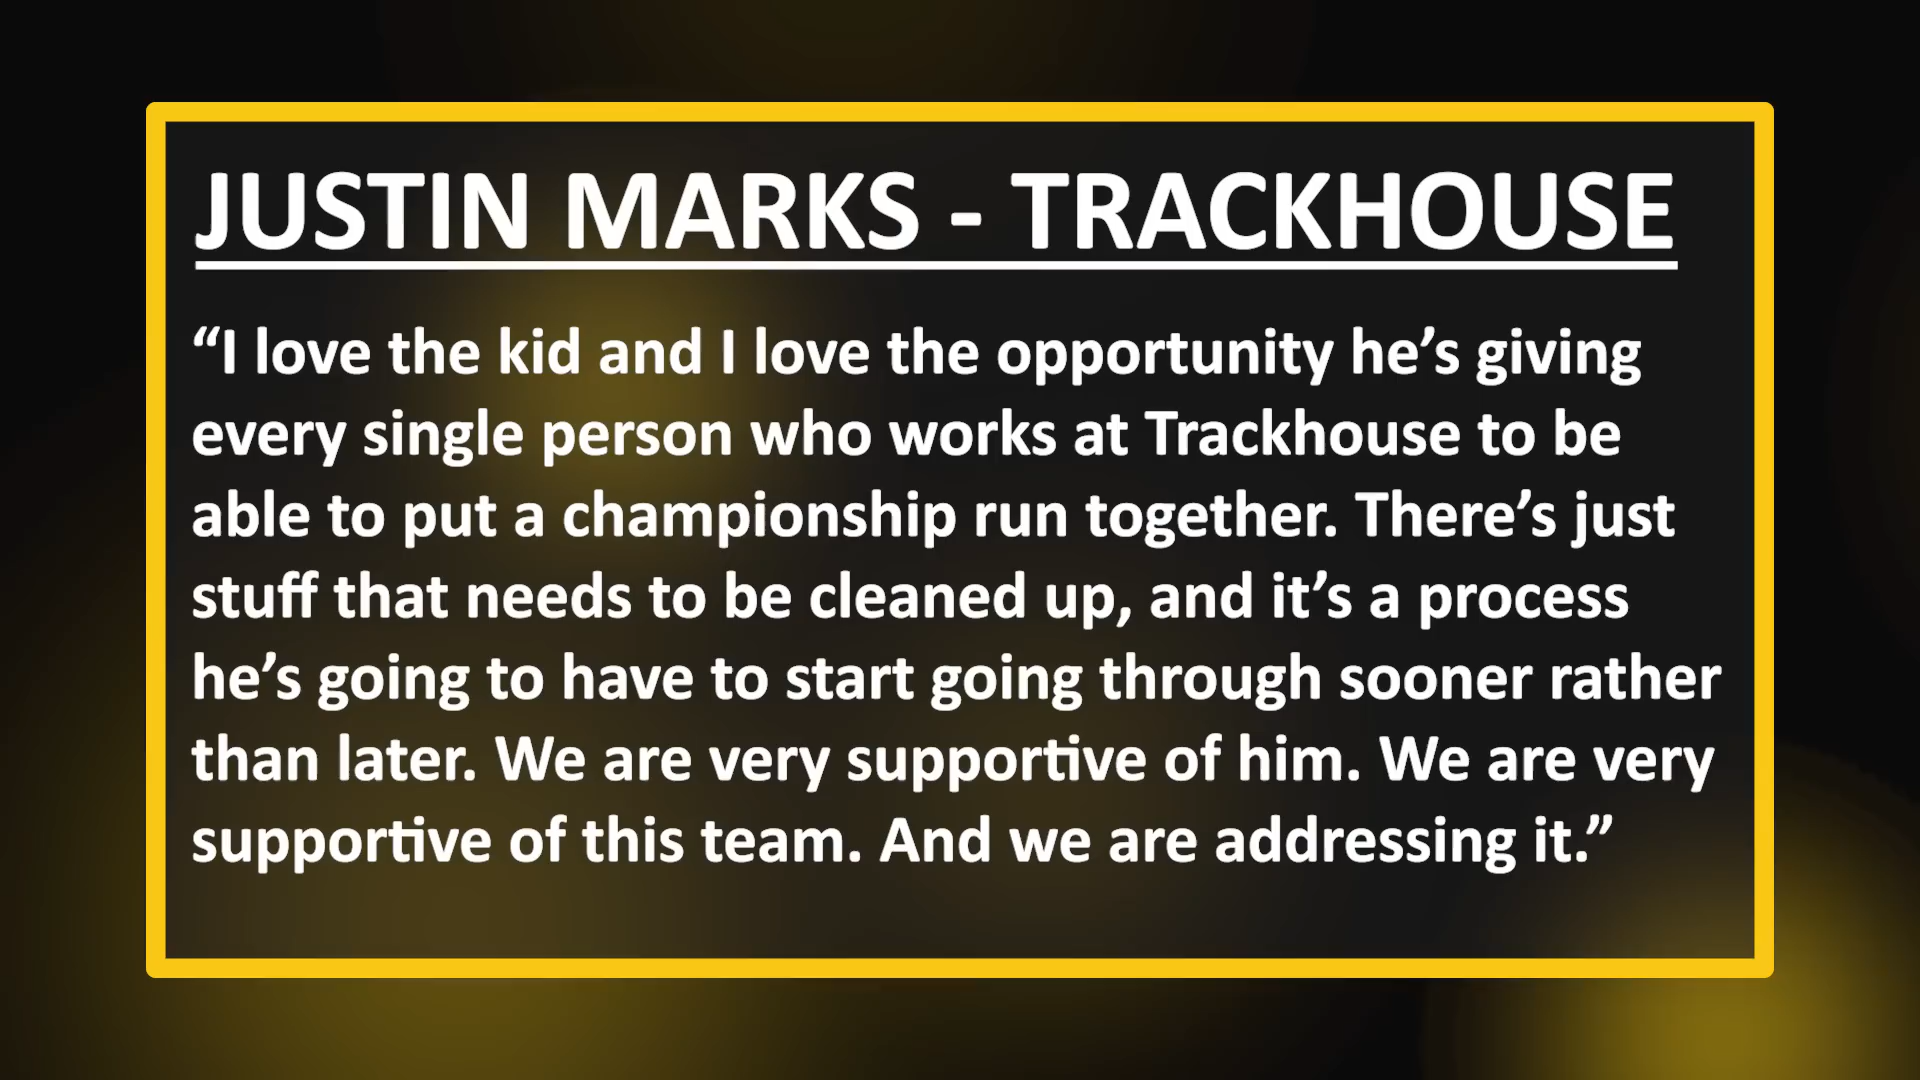 JUSTIN MARKS - TRACKHOUSE
“I love the kid and I love the opportunity he’s giving
every single person who works at Trackhouse to be
able to put a championship run together. There’s just
stuff that needs to be cleaned up, and it’s a process
he’s going to have to start going through sooner rather
than later. We are very supportive of him. We are very
supportive of this team. And we are addressing it.”